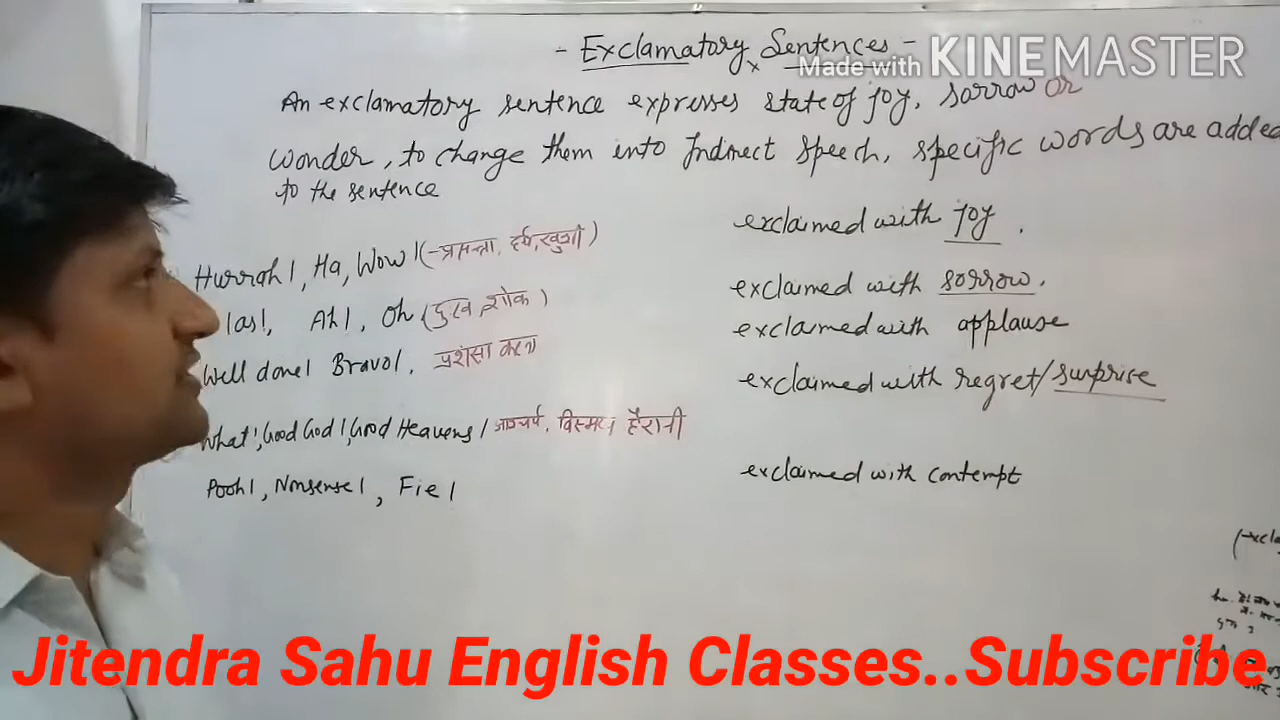 - Exclamatory Sentences -
Made with KINEMASTER
An exclamatory sentence expresses state of joy, sorrow or
wonder, to change them into Indirect speech, specific words are added
to the sentence
Hurrah!, Ha, Wow! (-प्रसन्नता, हर्ष, खुशी) exclaimed with joy.
las!, Ah!, Oh (दुःख, शोक) exclaimed with sorrow.
Well done! Bravo!, प्रशंसा करना exclaimed with applause
What!, Good God!, Good Heavens! आश्चर्य, विस्मय, हैरानी exclaimed with regret/surprise
Pooh!, Nonsense!, Fie! exclaimed with contempt
Jitendra Sahu English Classes..Subscribe